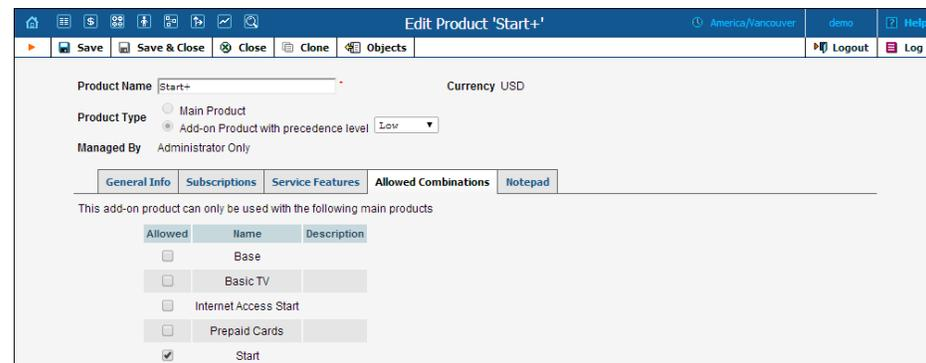 Edit Product 'Start+' America/Vancouver demo Help
Save Save & Close Close Clone Objects Logout Log
Product Name Start+ * Currency USD
Product Type Main Product
Add-on Product with precedence level Low
Managed By Administrator Only
General Info Subscriptions Service Features Allowed Combinations Notepad
This add-on product can only be used with the following main products
Allowed Name Description
Base
Basic TV
Internet Access Start
Prepaid Cards
Start